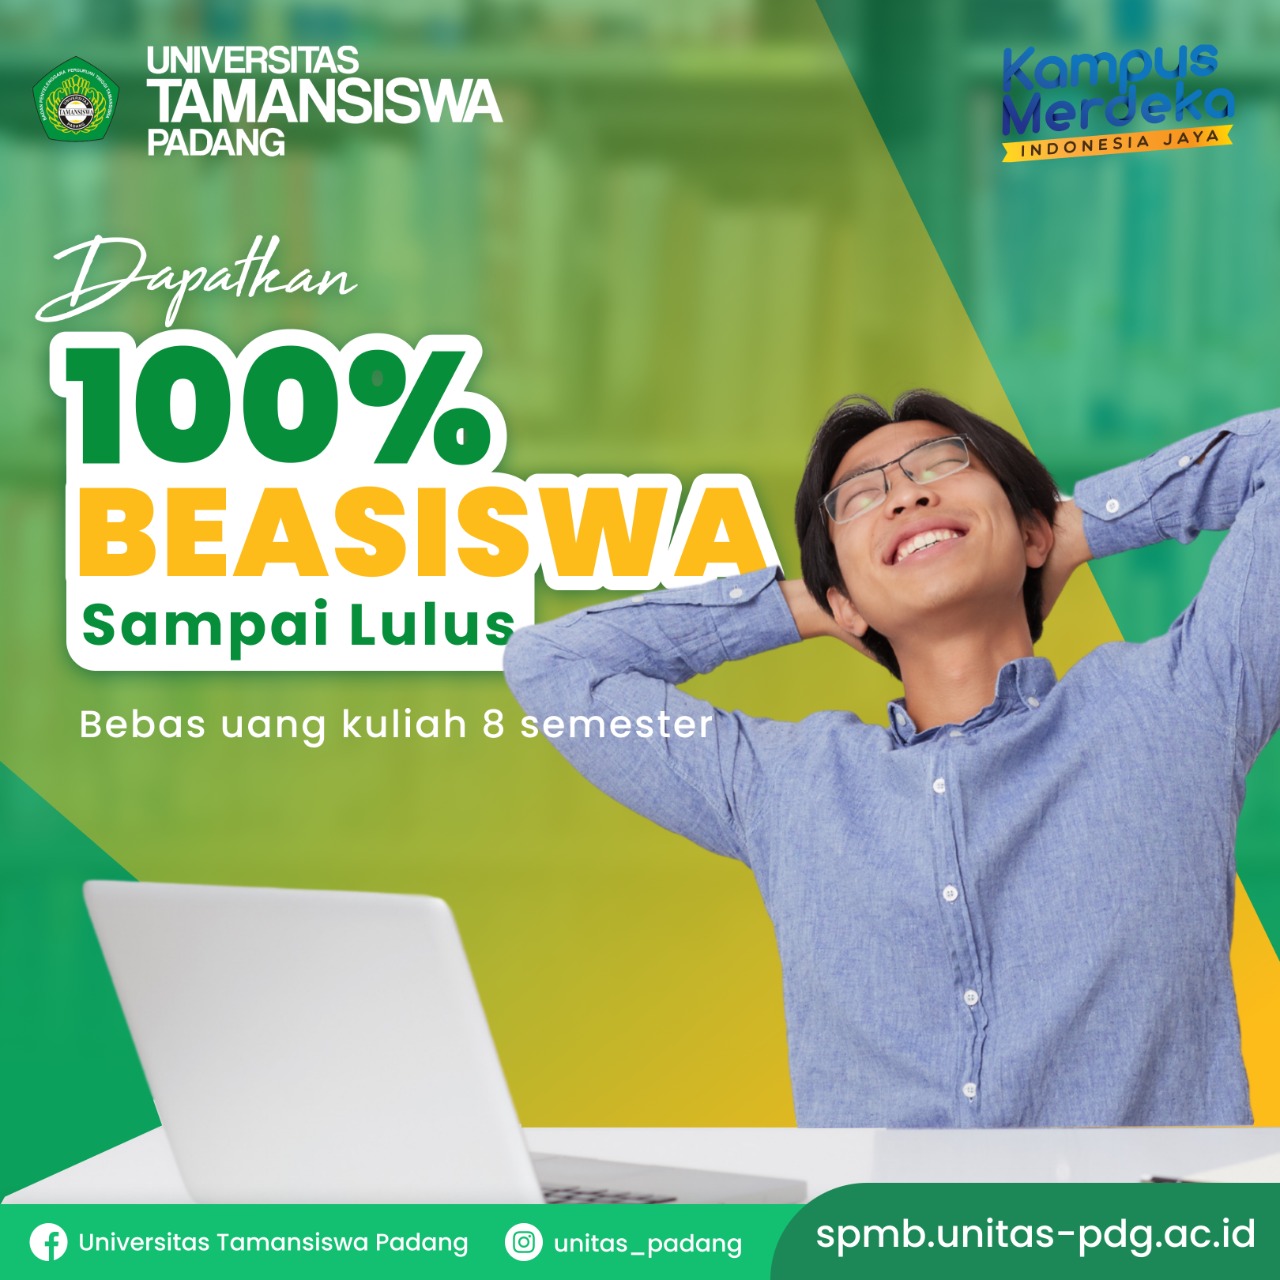 UNIVERSITAS
TAMANSISWA
PADANG
TAMANSISWA
Kampus
Merdeka
INDONESIA JAYA
Dapatkan
100%
BEASISWA
Sampai Lulus
Bebas uang kuliah 8 semester
Universitas Tamansiswa Padang
unitas_padang
spmb.unitas-pdg.ac.id